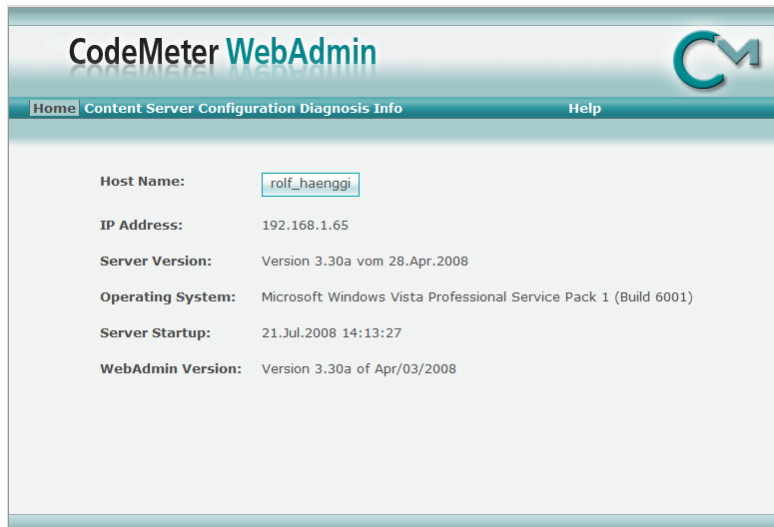 CodeMeter WebAdmin
CM
Home Content Server Configuration Diagnosis Info Help
Host Name: rolf_haenggi
IP Address: 192.168.1.65
Server Version: Version 3.30a vom 28.Apr.2008
Operating System: Microsoft Windows Vista Professional Service Pack 1 (Build 6001)
Server Startup: 21.Jul.2008 14:13:27
WebAdmin Version: Version 3.30a of Apr/03/2008